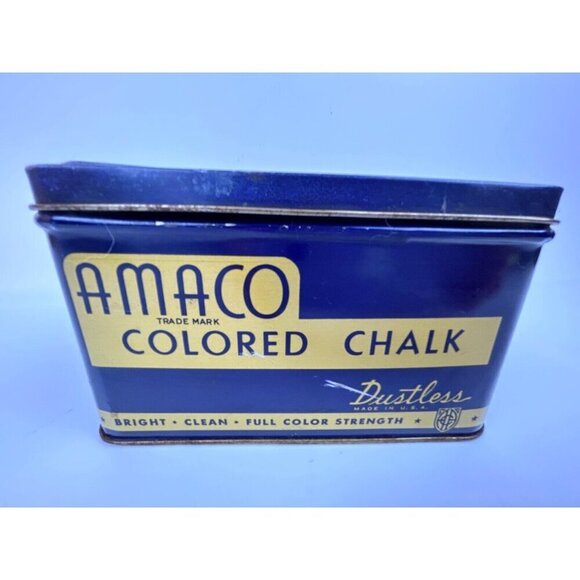 AMACO
TRADE MARK
COLORED CHALK
Dustless
MADE IN U.S.A.
BRIGHT • CLEAN • FULL COLOR STRENGTH